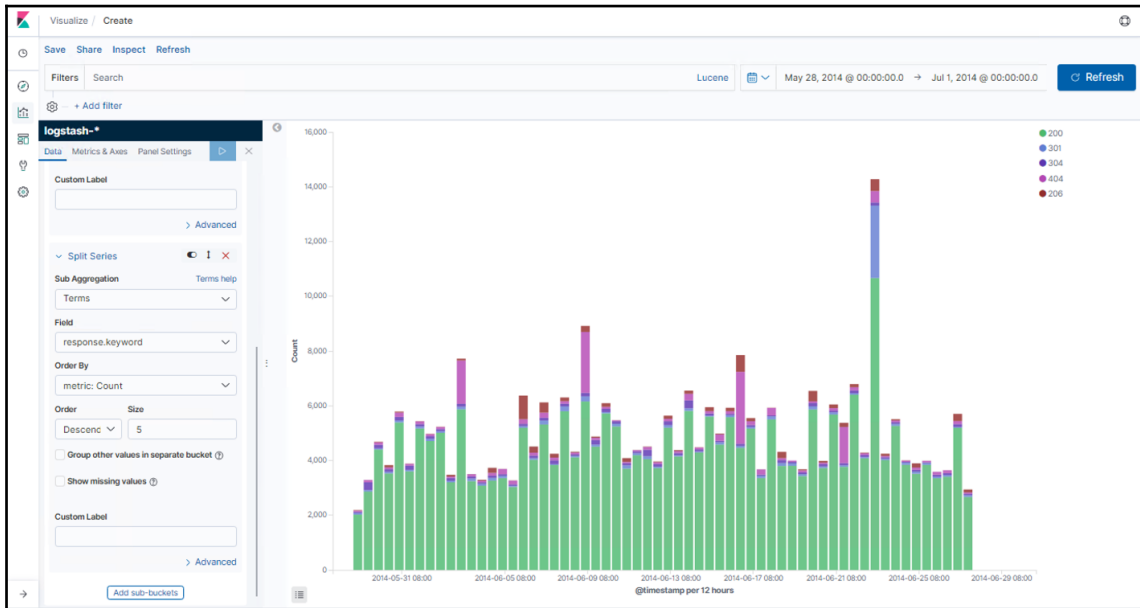 Visualize / Create
Save Share Inspect Refresh
Filters Search Lucene May 28, 2014 @ 00:00:00.0 → Jul 1, 2014 @ 00:00:00.0 Refresh
+ Add filter
logstash-*
Data Metrics & Axes Panel Settings
Custom Label
> Advanced
Split Series
Sub Aggregation Terms help
Terms
Field
response.keyword
Order By
metric: Count
Order Size
Descenc 5
Group other values in separate bucket
Show missing values
Custom Label
> Advanced
Add sub-buckets
Count
16,000
14,000
12,000
10,000
8,000
6,000
4,000
2,000
0
2014-05-31 08:00 2014-06-05 08:00 2014-06-09 08:00 2014-06-13 08:00 2014-06-17 08:00 2014-06-21 08:00 2014-06-25 08:00 2014-06-29 08:00
@timestamp per 12 hours
200
301
304
404
206